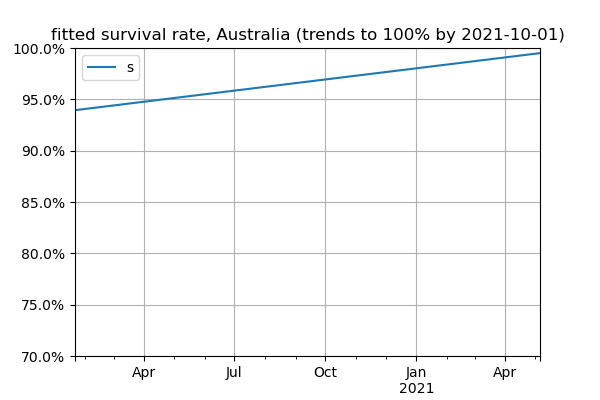 fitted survival rate, Australia (trends to 100% by 2021-10-01)
100.0%
s
95.0%
90.0%
85.0%
80.0%
75.0%
70.0%
Apr Jul Oct Jan Apr
2021